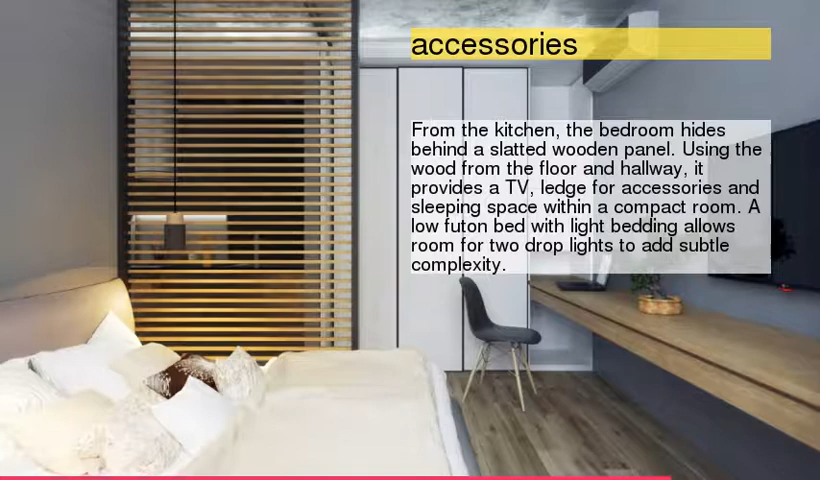 accessories
From the kitchen, the bedroom hides
behind a slatted wooden panel. Using the
wood from the floor and hallway, it
provides a TV, ledge for accessories and
sleeping space within a compact room. A
low futon bed with light bedding allows
room for two drop lights to add subtle
complexity.